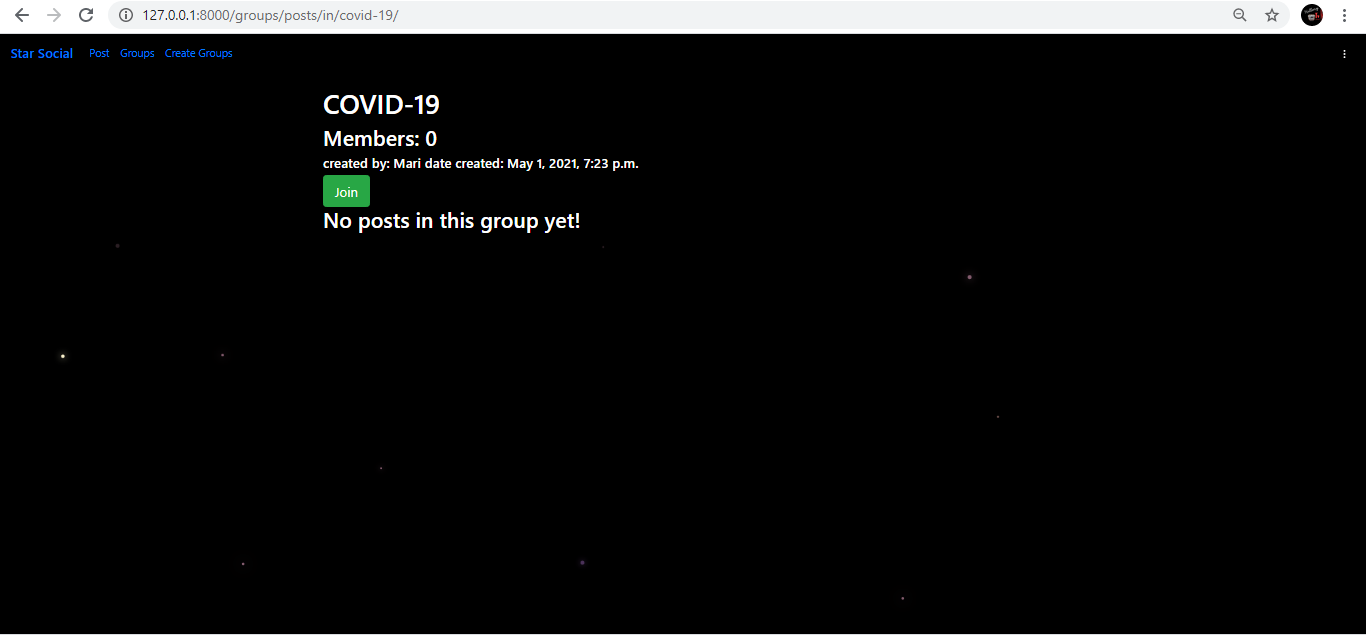 127.0.0.1:8000/groups/posts/in/covid-19/
Star Social Post Groups Create Groups
COVID-19
Members: 0
created by: Mari date created: May 1, 2021, 7:23 p.m.
Join
No posts in this group yet!